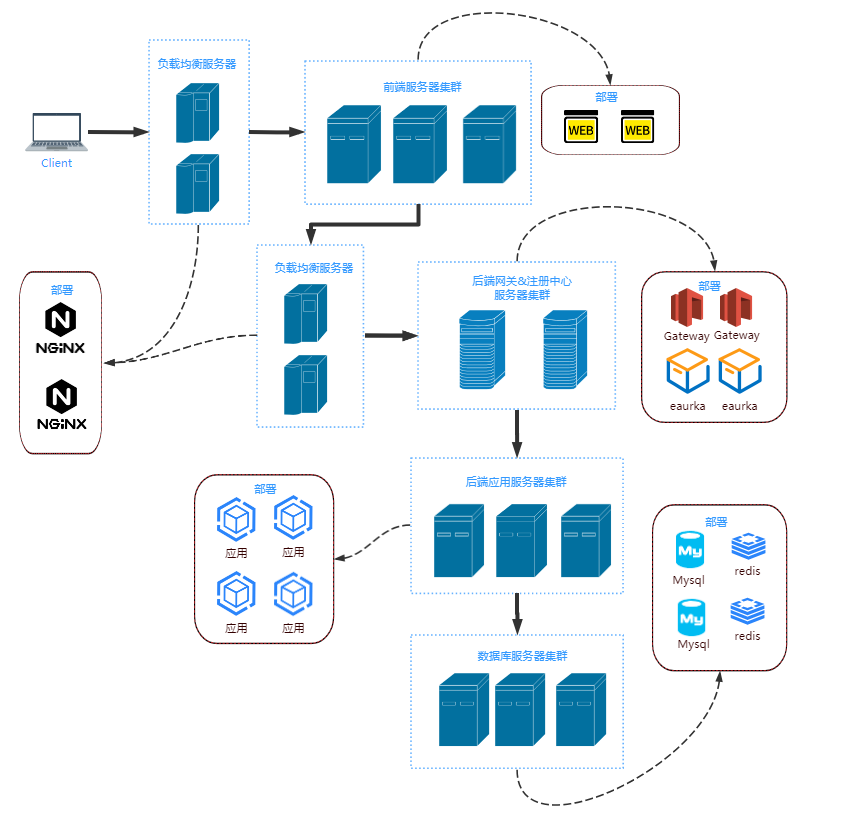 负载均衡服务器
Client
前端服务器集群
部署
WEB
WEB
负载均衡服务器
部署
NGiNX
NGiNX
后端网关&注册中心
服务器集群
部署
Gateway
Gateway
eaurka
eaurka
后端应用服务器集群
部署
应用
应用
应用
应用
部署
My
Mysql
redis
My
Mysql
redis
数据库服务器集群